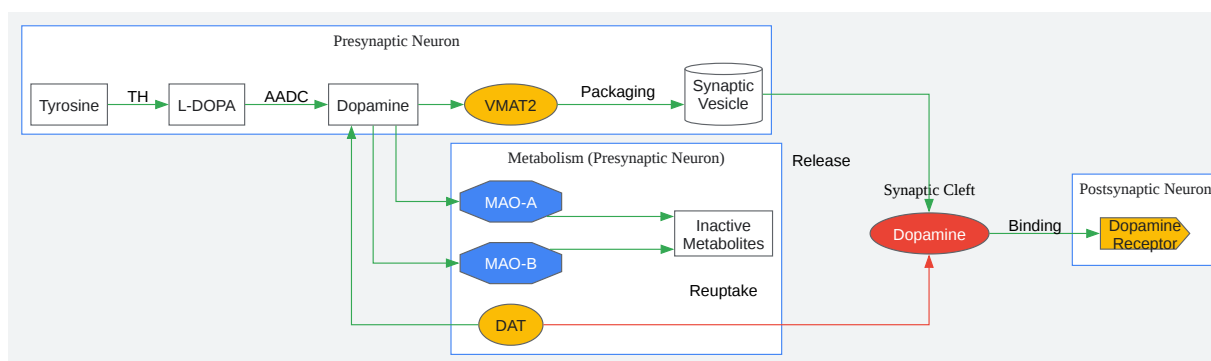 Presynaptic Neuron
Tyrosine
TH
L-DOPA
AADC
Dopamine
VMAT2
Packaging
Synaptic
Vesicle
Metabolism (Presynaptic Neuron)
MAO-A
MAO-B
Inactive
Metabolites
Reuptake
DAT
Release
Synaptic Cleft
Dopamine
Binding
Postsynaptic Neuron
Dopamine
Receptor